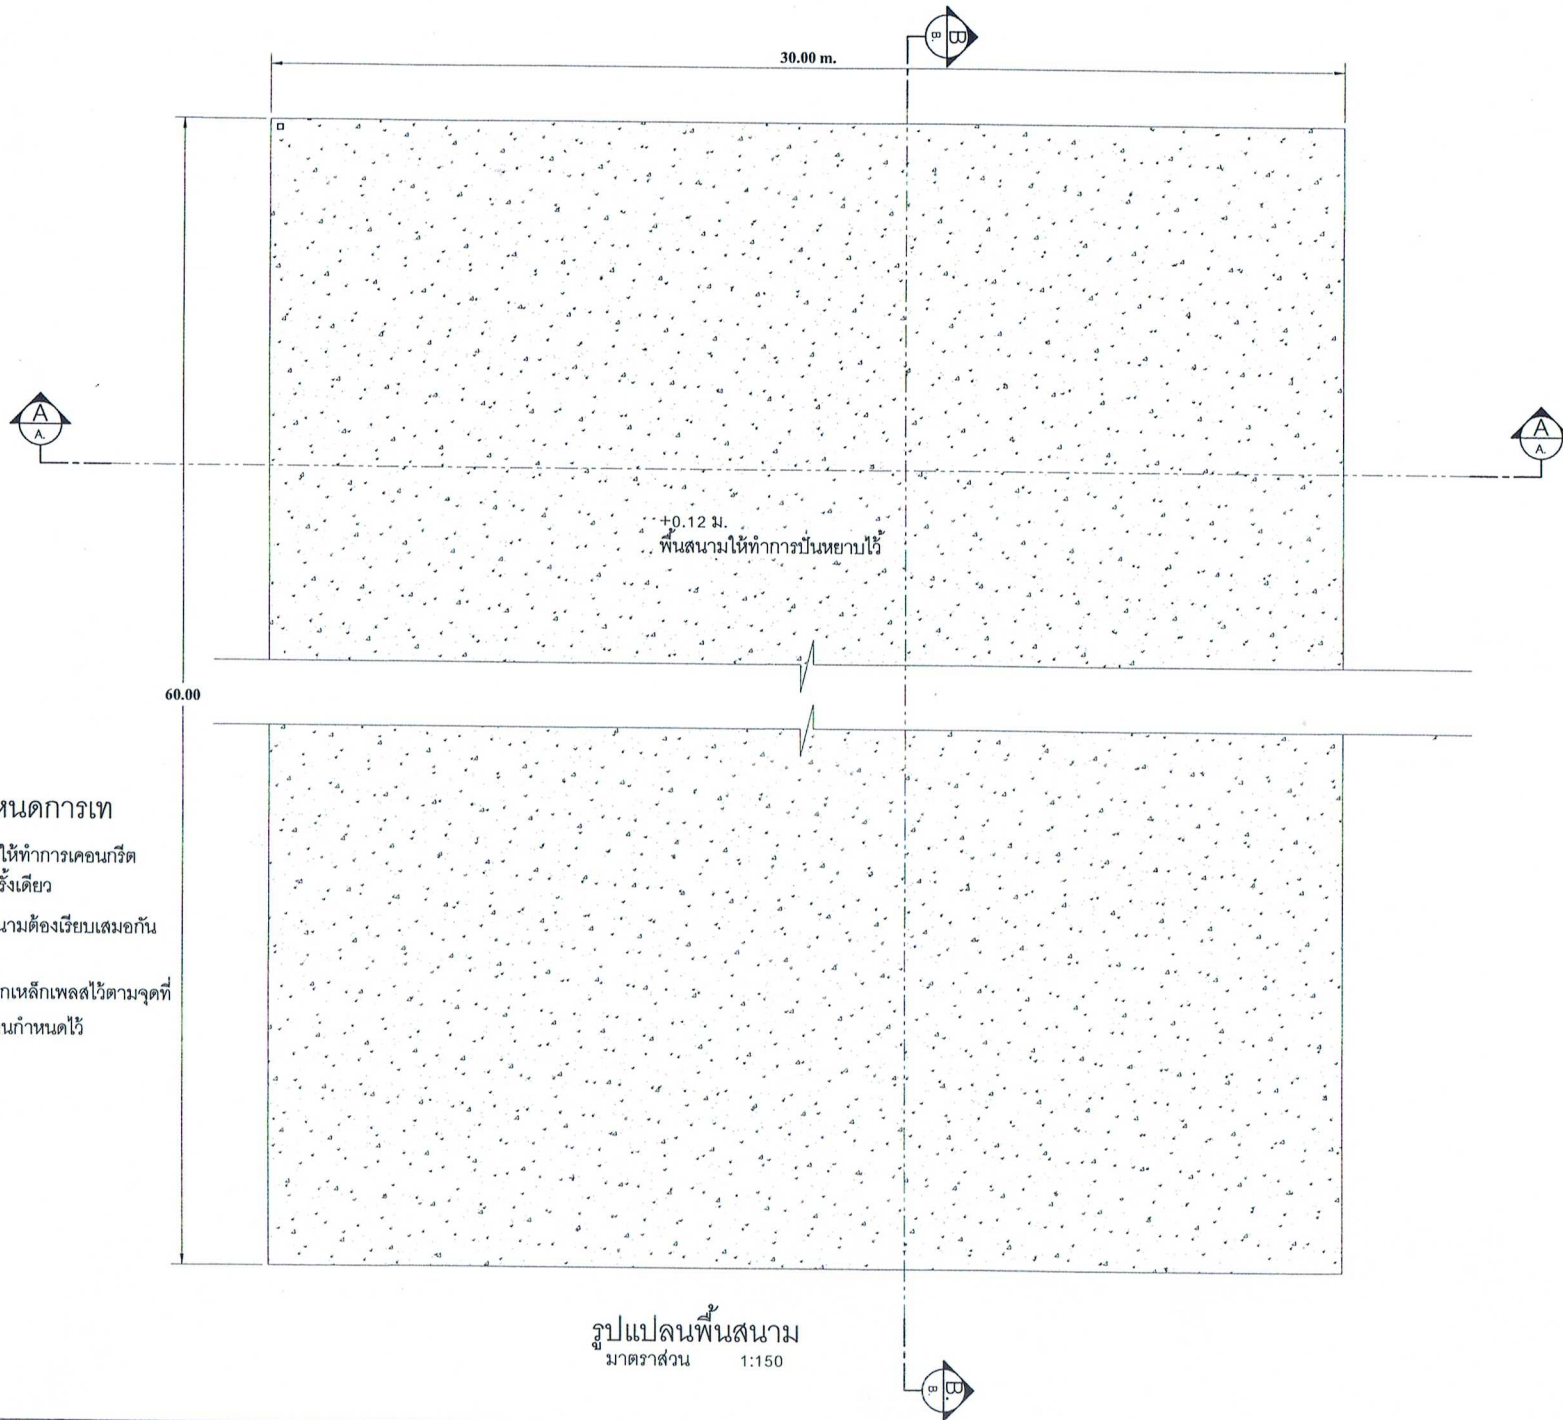 B
B.
30.00 m.
A
A.
A
A.
+0.12 ม.
พื้นสนามให้ทำการปั่นหยาบไว้
60.00
หนดการเท
ให้ทำการเคอนกรีต
รั้งเดียว
นามต้องเรียบเสมอกัน
กเหล็กเพลสไว้ตามจุดที่
านกำหนดไว้
รูปแปลนพื้นสนาม
มาตราส่วน 1:150
B.
B.